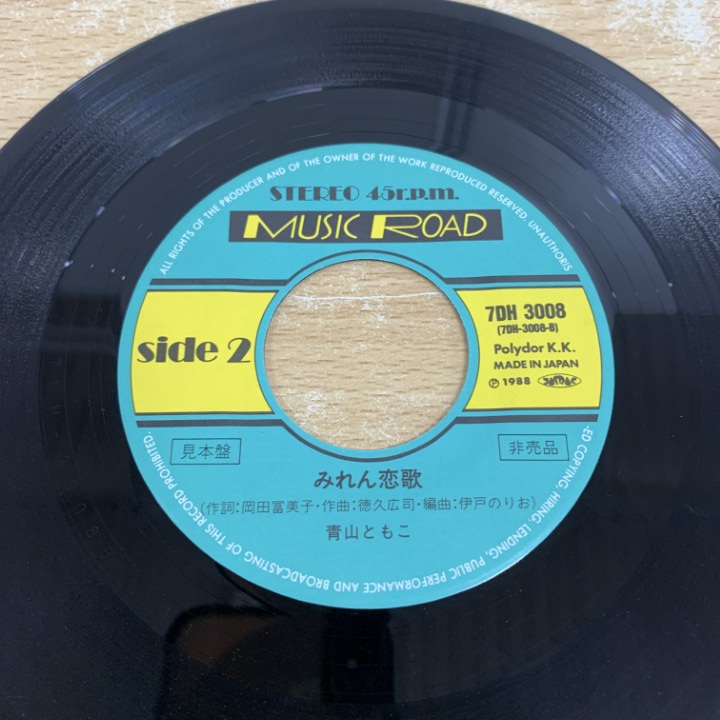 STEREO 45r.p.m.
MUSIC ROAD
side 2
7DH 3008
(7DH-3008-B)
Polydor K.K.
MADE IN JAPAN
Ⓟ 1988 JASRAC
見本盤
非売品
みれん恋歌
(作詞:岡田冨美子・作曲:徳久広司・編曲:伊戸のりお)
青山ともこ
ALL RIGHTS OF THE PRODUCER AND OF THE OWNER OF THE WORK REPRODUCED RESERVED. UNAUTHORIS
ED COPYING, HIRING, LENDING, PUBLIC PERFORMANCE AND BROADCASTING OF THIS RECORD PROHIBITED.